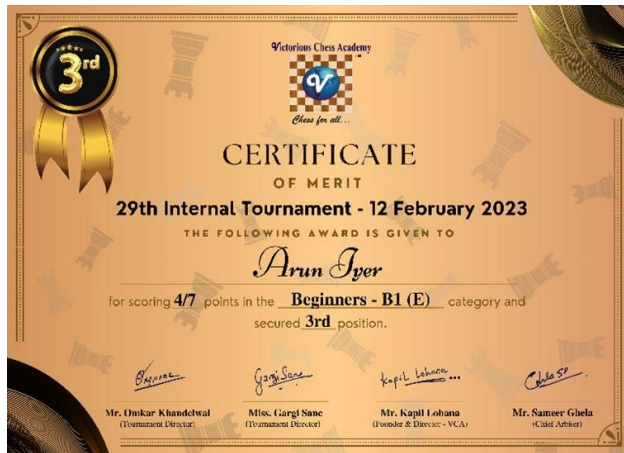 3rd
Victorious Chess Academy
V
Chess for all...
CERTIFICATE
OF MERIT
29th Internal Tournament - 12 February 2023
THE FOLLOWING AWARD IS GIVEN TO
Arun Iyer
for scoring 4/7 points in the Beginners - B1 (E) category and
secured 3rd position.
Gargi Sane
Kapil Lohana
Mr. Omkar Khandelwal Miss. Gargi Sane Mr. Kapil Lohana Mr. Sameer Ghela
(Tournament Director) (Tournament Director) (Founder & Director - VCA) (Chief Arbiter)